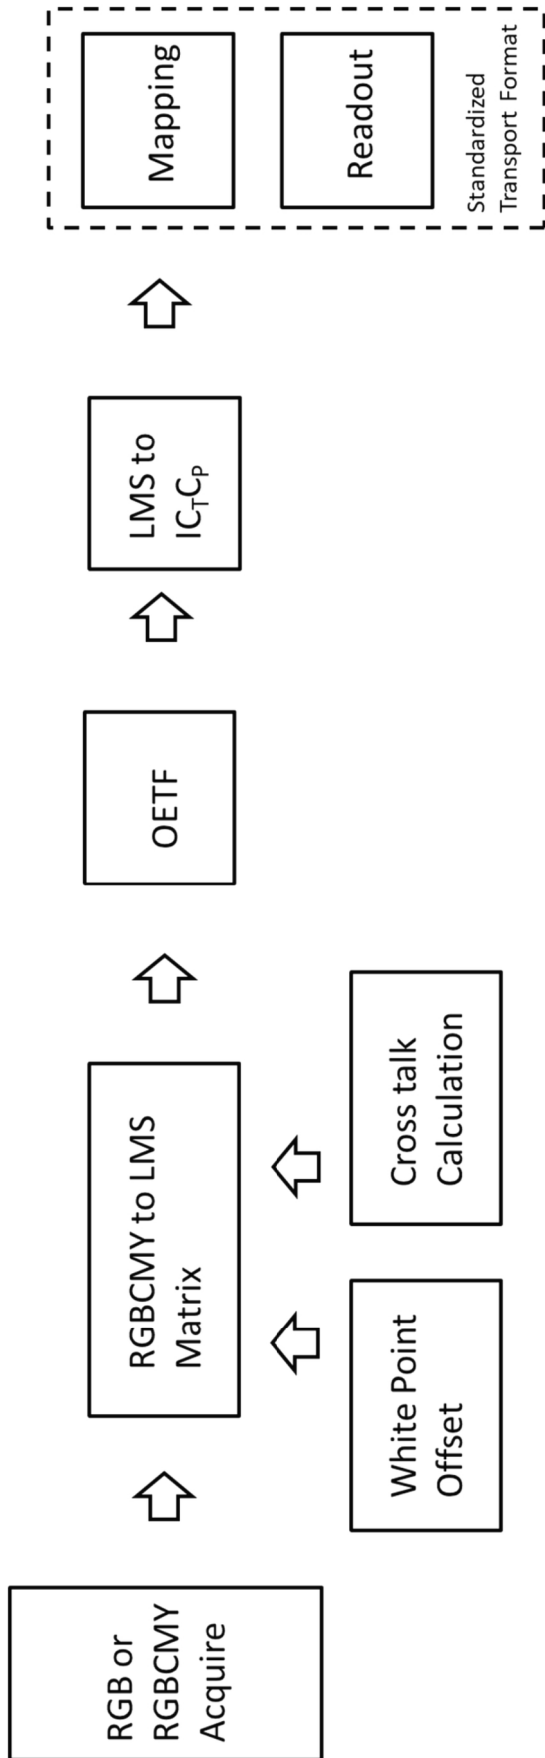 RGB or
RGBCMY
Acquire
RGBCMY to LMS
Matrix
White Point
Offset
Cross talk
Calculation
OETF
LMS to
ICTCP
Mapping
Readout
Standardized
Transport Format